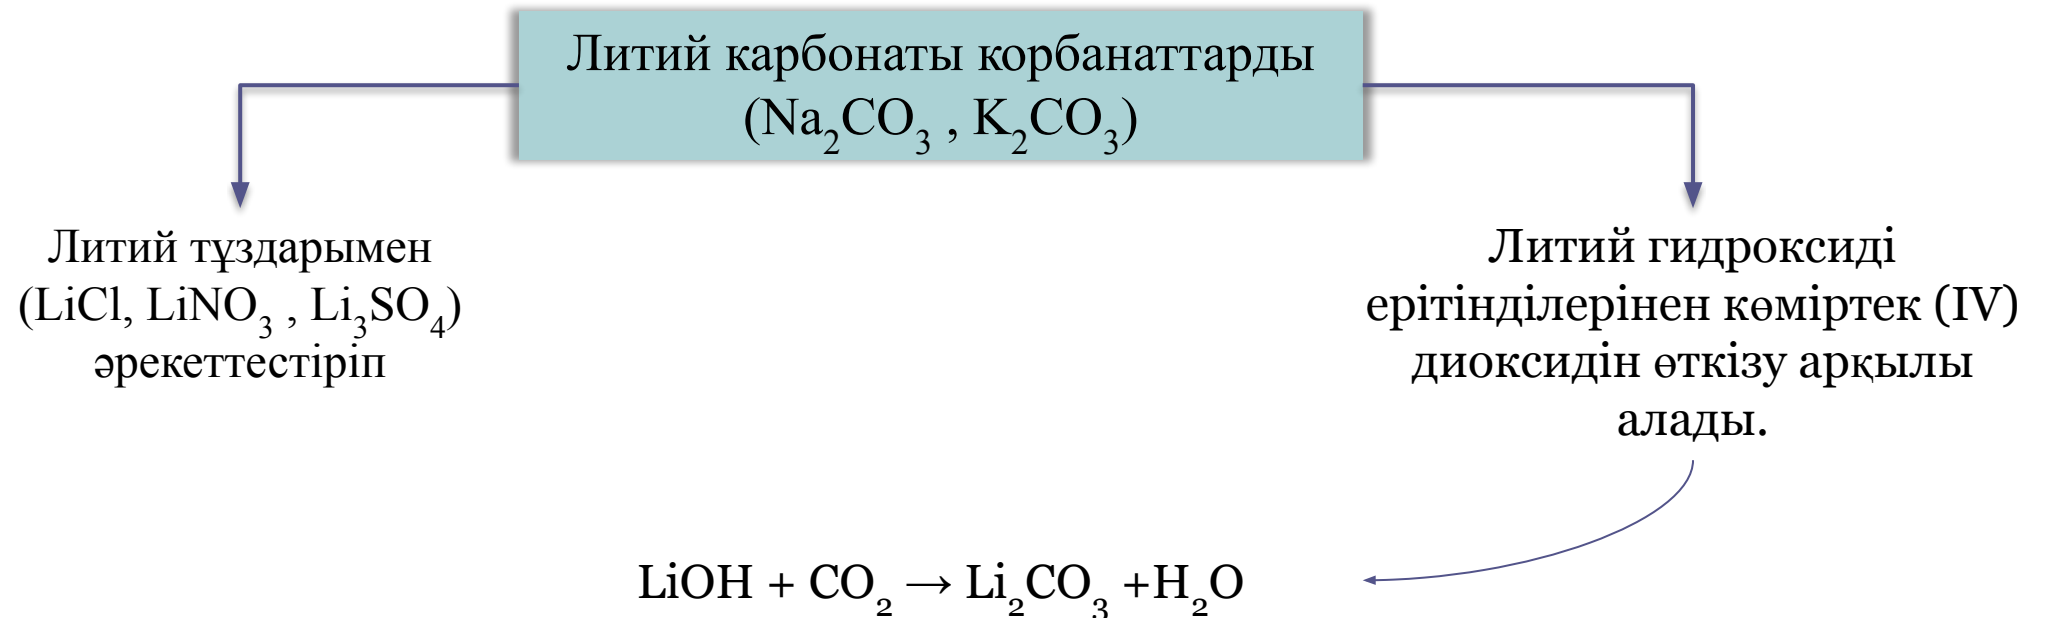 Литий карбонаты корбанаттарды
(Na₂CO₃ , K₂CO₃)
Литий тұздарымен
(LiCl, LiNO₃ , Li₃SO₄)
әрекеттестіріп
Литий гидроксиді
ерітінділерінен көміртек (IV)
диоксидін өткізу арқылы
алады.
LiOH + CO₂ → Li₂CO₃ +H₂O